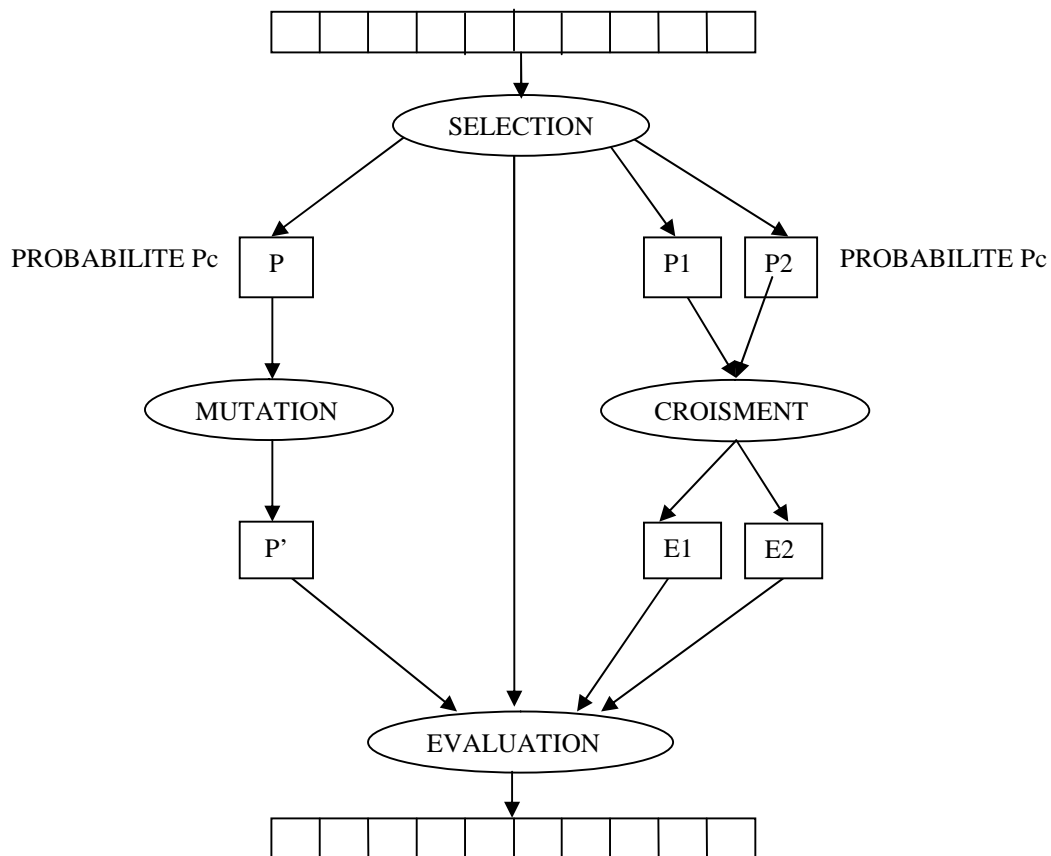 SELECTION
PROBABILITE Pc P P1 P2 PROBABILITE Pc
MUTATION CROISMENT
P’ E1 E2
EVALUATION